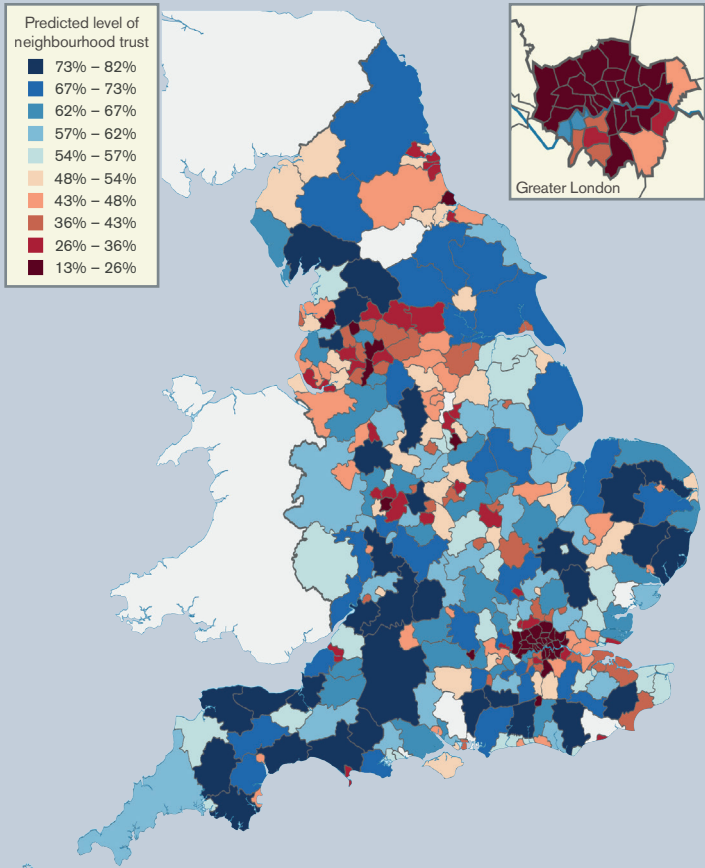 Predicted level of
neighbourhood trust
73% – 82%
67% – 73%
62% – 67%
57% – 62%
54% – 57%
48% – 54%
43% – 48%
36% – 43%
26% – 36%
13% – 26%
Greater London